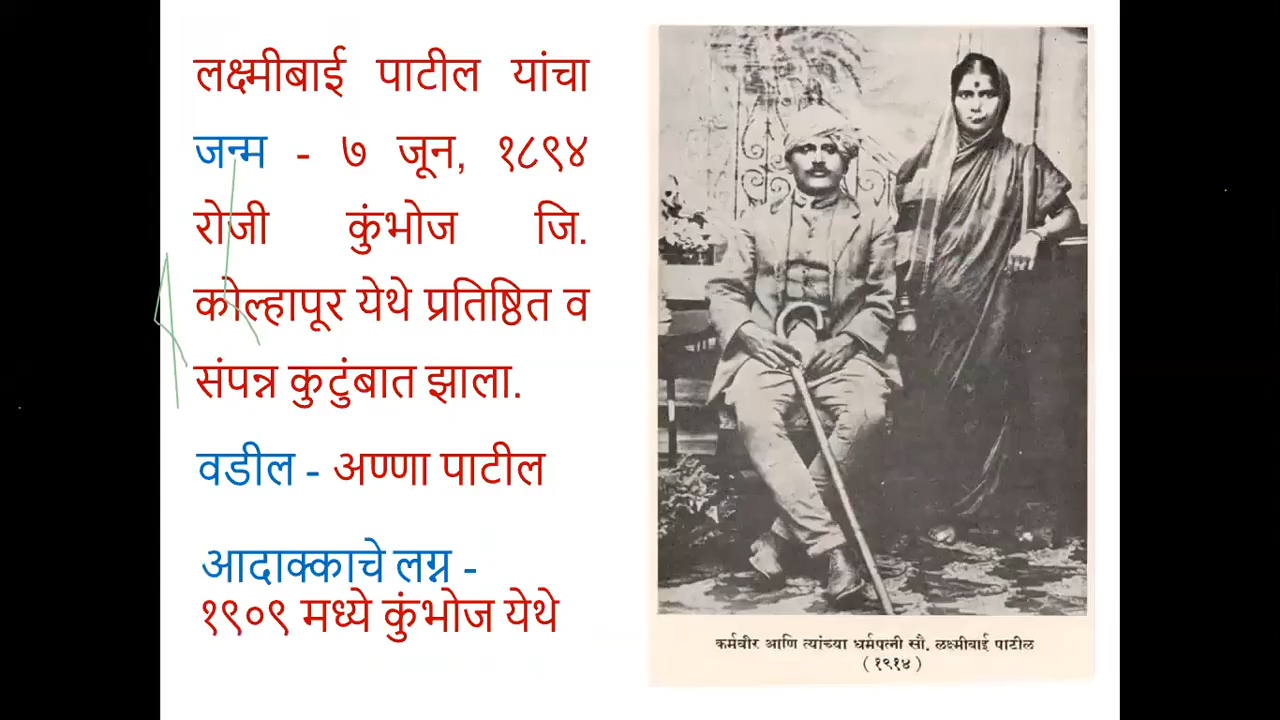 लक्ष्मीबाई पाटील यांचा
जन्म - ७ जून, १८९४
रोजी कुंभोज जि.
कोल्हापूर येथे प्रतिष्ठित व
संपन्न कुटुंबात झाला.
वडील - अण्णा पाटील
आदाक्काचे लग्न -
१९०९ मध्ये कुंभोज येथे
कर्मवीर आणि त्यांच्या धर्मपत्नी सौ. लक्ष्मीबाई पाटील
(१९१४)